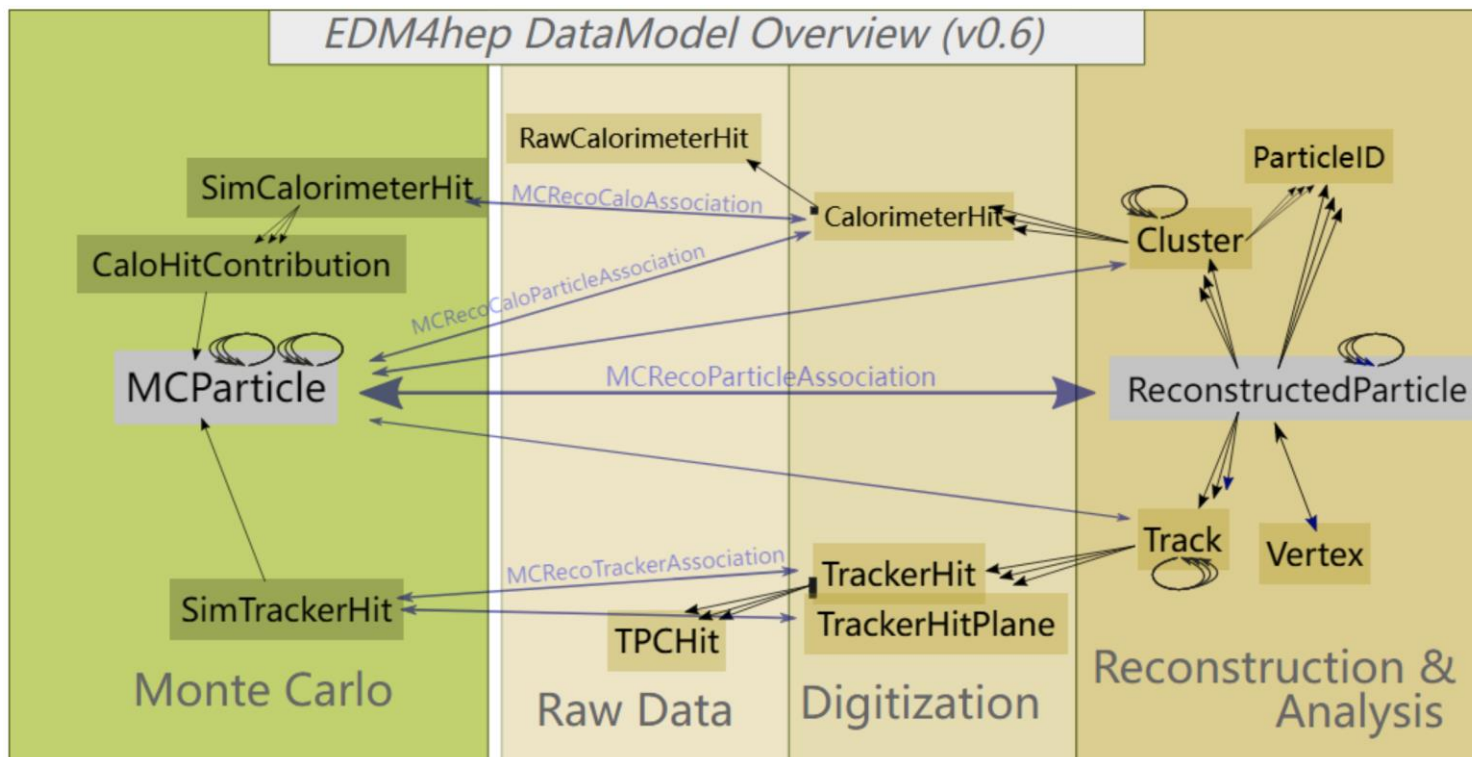 EDM4hep DataModel Overview (v0.6)
RawCalorimeterHit
ParticleID
SimCalorimeterHit
MCRecoCaloAssociation
CalorimeterHit
Cluster
CaloHitContribution
MCRecoCaloParticleAssociation
MCParticle
MCRecoParticleAssociation
ReconstructedParticle
Track
Vertex
MCRecoTrackerAssociation
TrackerHit
SimTrackerHit
TPCHit
TrackerHitPlane
Monte Carlo
Raw Data
Digitization
Reconstruction &
Analysis